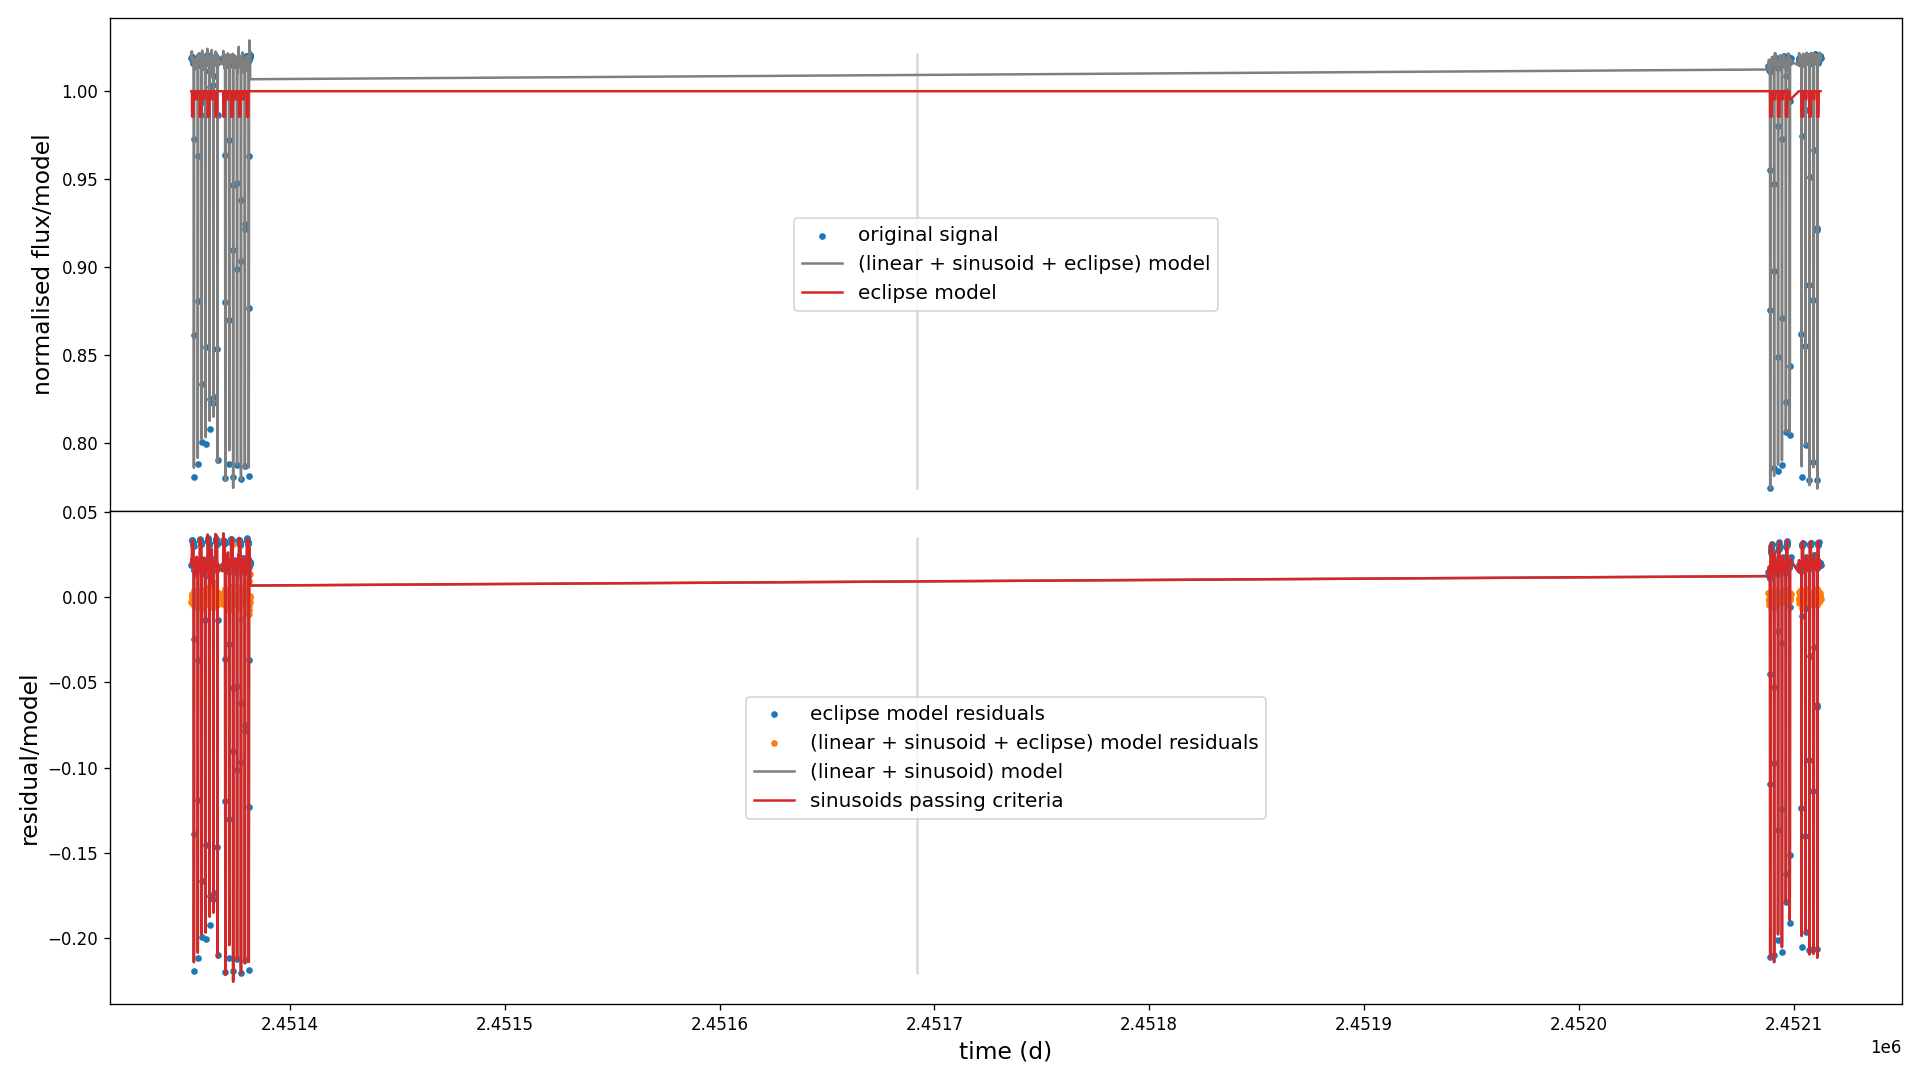 normalised flux/model
1.00
0.95
0.90
0.85
0.80
original signal
(linear + sinusoid + eclipse) model
eclipse model
residual/model
0.05
0.00
−0.05
−0.10
−0.15
−0.20
eclipse model residuals
(linear + sinusoid + eclipse) model residuals
(linear + sinusoid) model
sinusoids passing criteria
2.4514 2.4515 2.4516 2.4517 2.4518 2.4519 2.4520 2.4521
1e6
time (d)